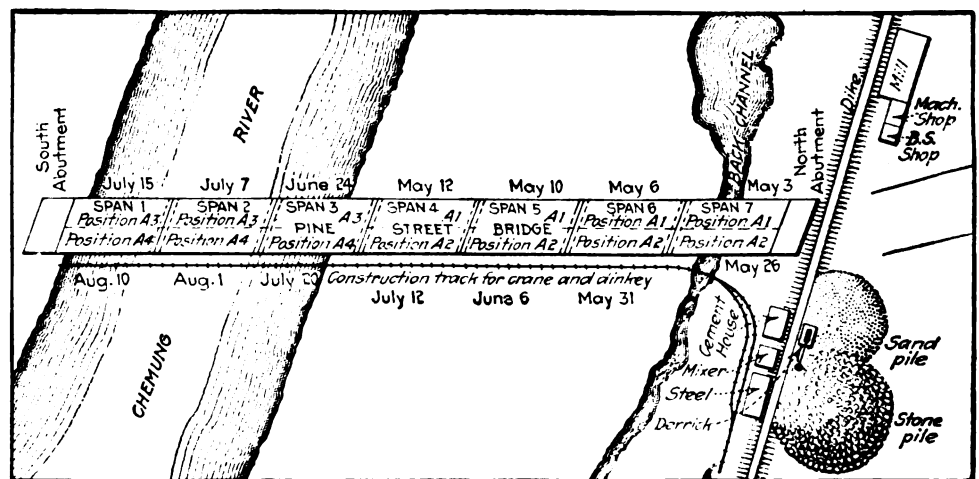 RIVER
BACK CHANNEL
Dike
Mill
Mach.
Shop
B.S.
Shop
South
Abutment
North
Abutment
July 15
July 7
June 24
May 12
May 10
May 6
May 3
SPAN 1
Position A3
Position A4
SPAN 2
Position A3
Position A4
SPAN 3
A3
PINE
Position A4
SPAN 4
A1
STREET
Position A2
SPAN 5
A1
BRIDGE
Position A2
SPAN 6
Position A1
Position A2
SPAN 7
Position A1
Position A2
Aug. 10
Aug. 1
July 20
Construction track for crane and dinkey
July 12
June 6
May 31
May 26
CHEMUNG
Cement
House
Mixer
Steel
Derrick
Sand
pile
Stone
pile